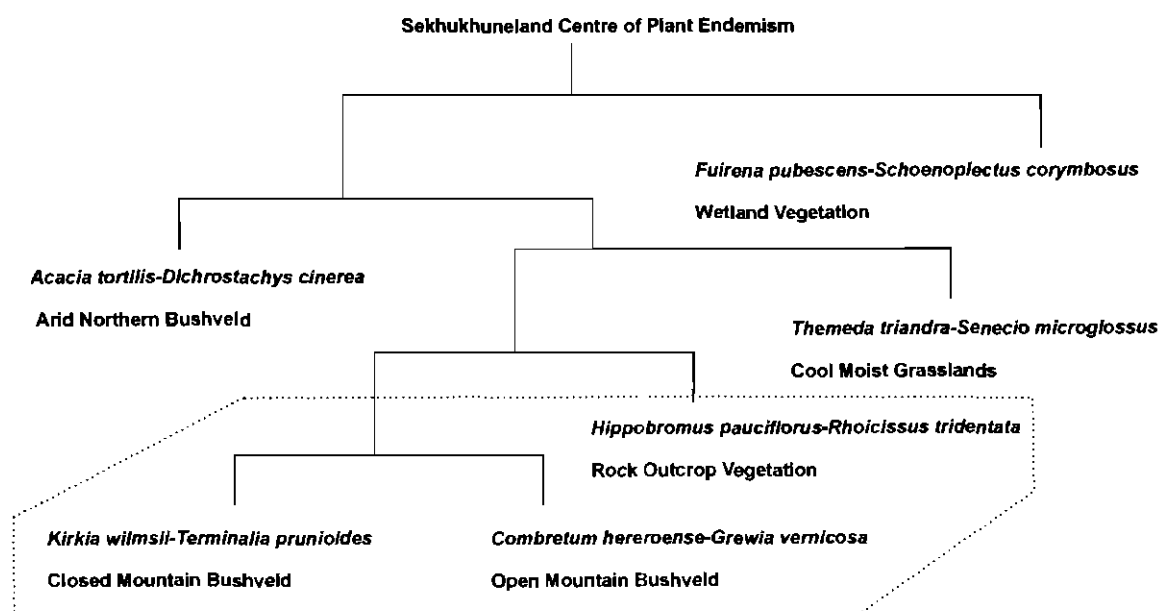 Sekhukhuneland Centre of Plant Endemism
Fuirena pubescens-Schoenoplectus corymbosus
Wetland Vegetation
Acacia tortilis-Dichrostachys cinerea
Arid Northern Bushveld
Themeda triandra-Senecio microglossus
Cool Moist Grasslands
Hippobromus pauciflorus-Rhoicissus tridentata
Rock Outcrop Vegetation
Kirkia wilmsii-Terminalia prunioides
Closed Mountain Bushveld
Combretum hereroense-Grewia vernicosa
Open Mountain Bushveld